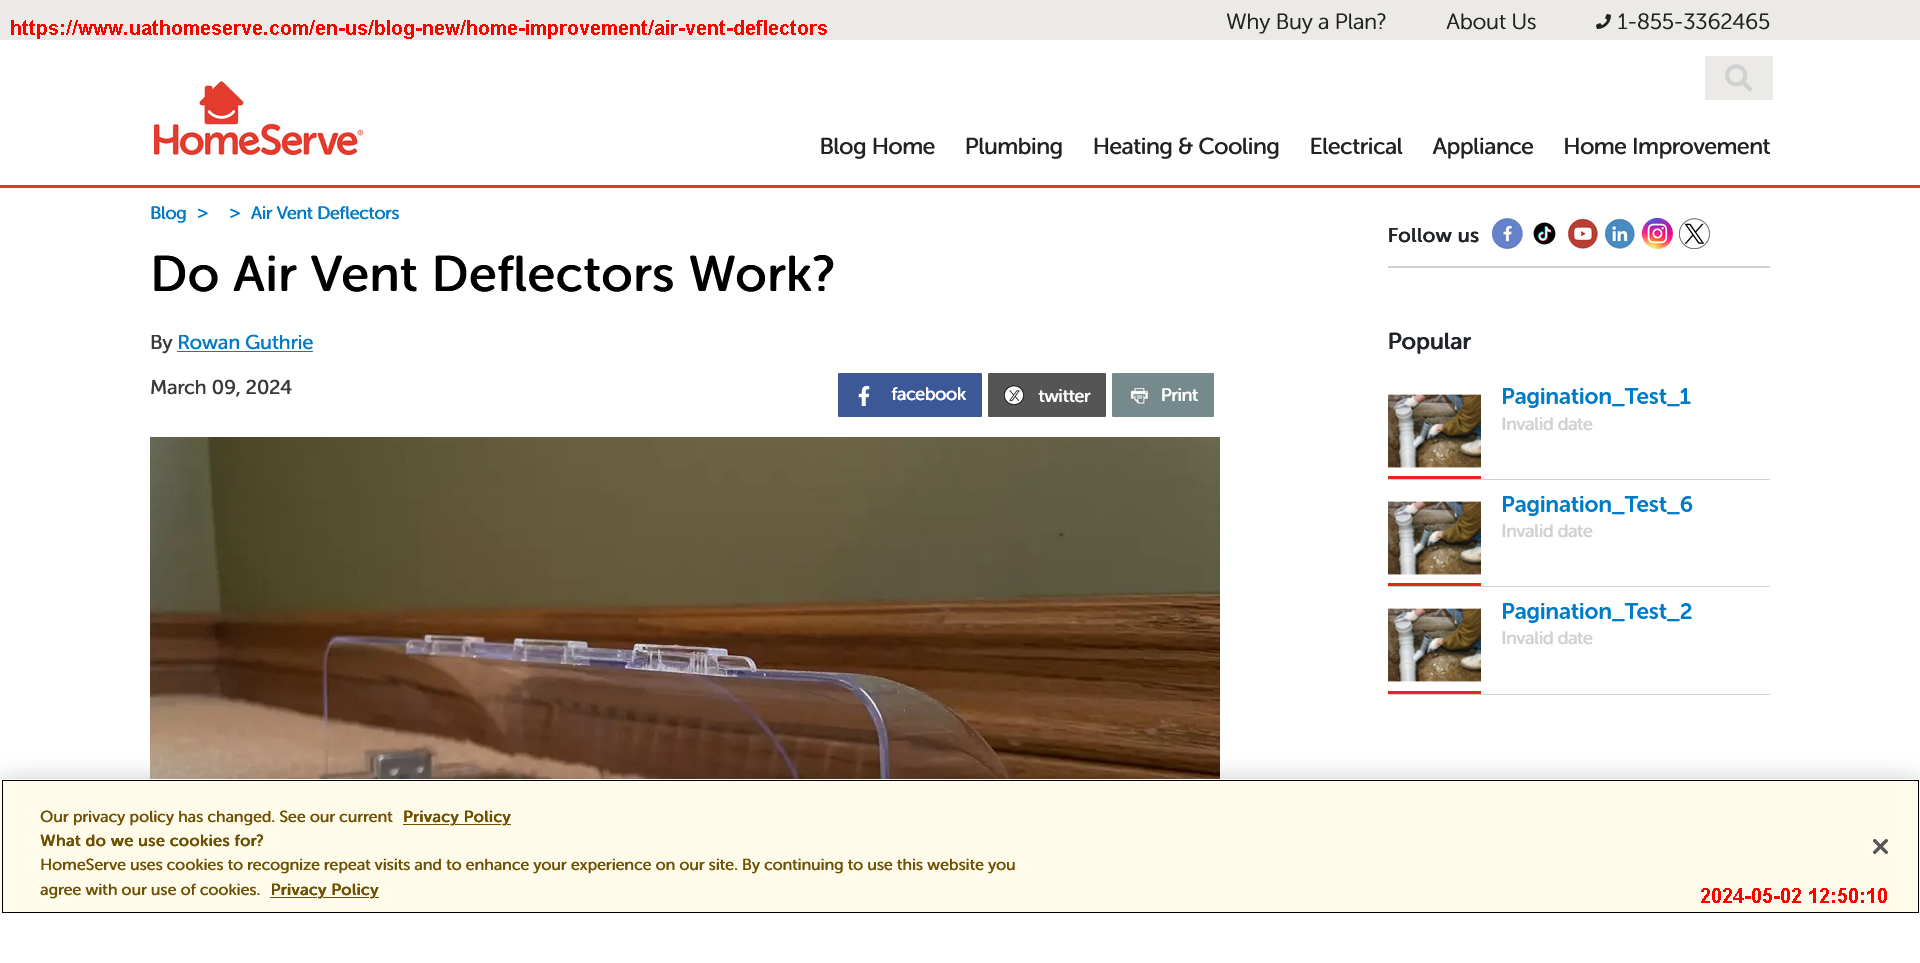 https://www.uathomeserve.com/en-us/blog-new/home-improvement/air-vent-deflectors
Why Buy a Plan? About Us 1-855-3362465
HomeServe®
Blog Home Plumbing Heating & Cooling Electrical Appliance Home Improvement
Blog > > Air Vent Deflectors
Do Air Vent Deflectors Work?
By Rowan Guthrie
March 09, 2024
facebook twitter Print
Follow us
Popular
Pagination_Test_1
Invalid date
Pagination_Test_6
Invalid date
Pagination_Test_2
Invalid date
Our privacy policy has changed. See our current Privacy Policy
What do we use cookies for?
HomeServe uses cookies to recognize repeat visits and to enhance your experience on our site. By continuing to use this website you
agree with our use of cookies. Privacy Policy
2024-05-02 12:50:10